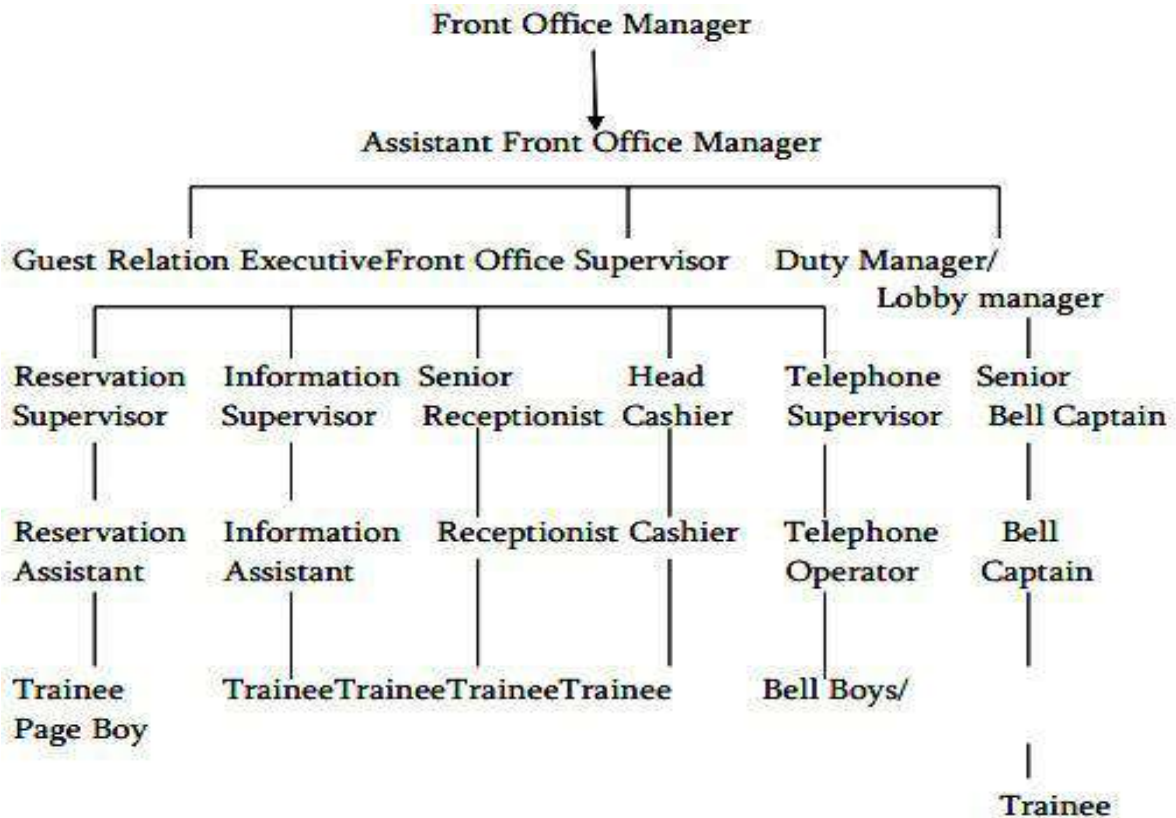 Front Office Manager
Assistant Front Office Manager
Guest Relation ExecutiveFront Office Supervisor Duty Manager/
Lobby manager
Reservation Information Senior Head Telephone Senior
Supervisor Supervisor Receptionist Cashier Supervisor Bell Captain
Reservation Information Receptionist Cashier Telephone Bell
Assistant Assistant Operator Captain
Trainee TraineeTraineeTraineeTrainee Bell Boys/
Page Boy
Trainee